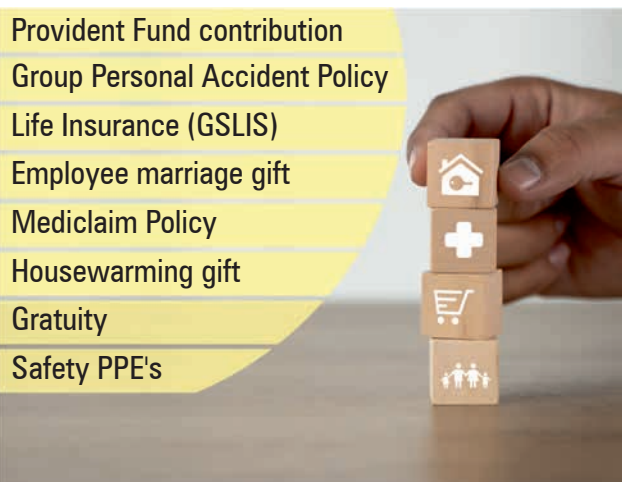 Provident Fund contribution
Group Personal Accident Policy
Life Insurance (GSLIS)
Employee marriage gift
Mediclaim Policy
Housewarming gift
Gratuity
Safety PPE's